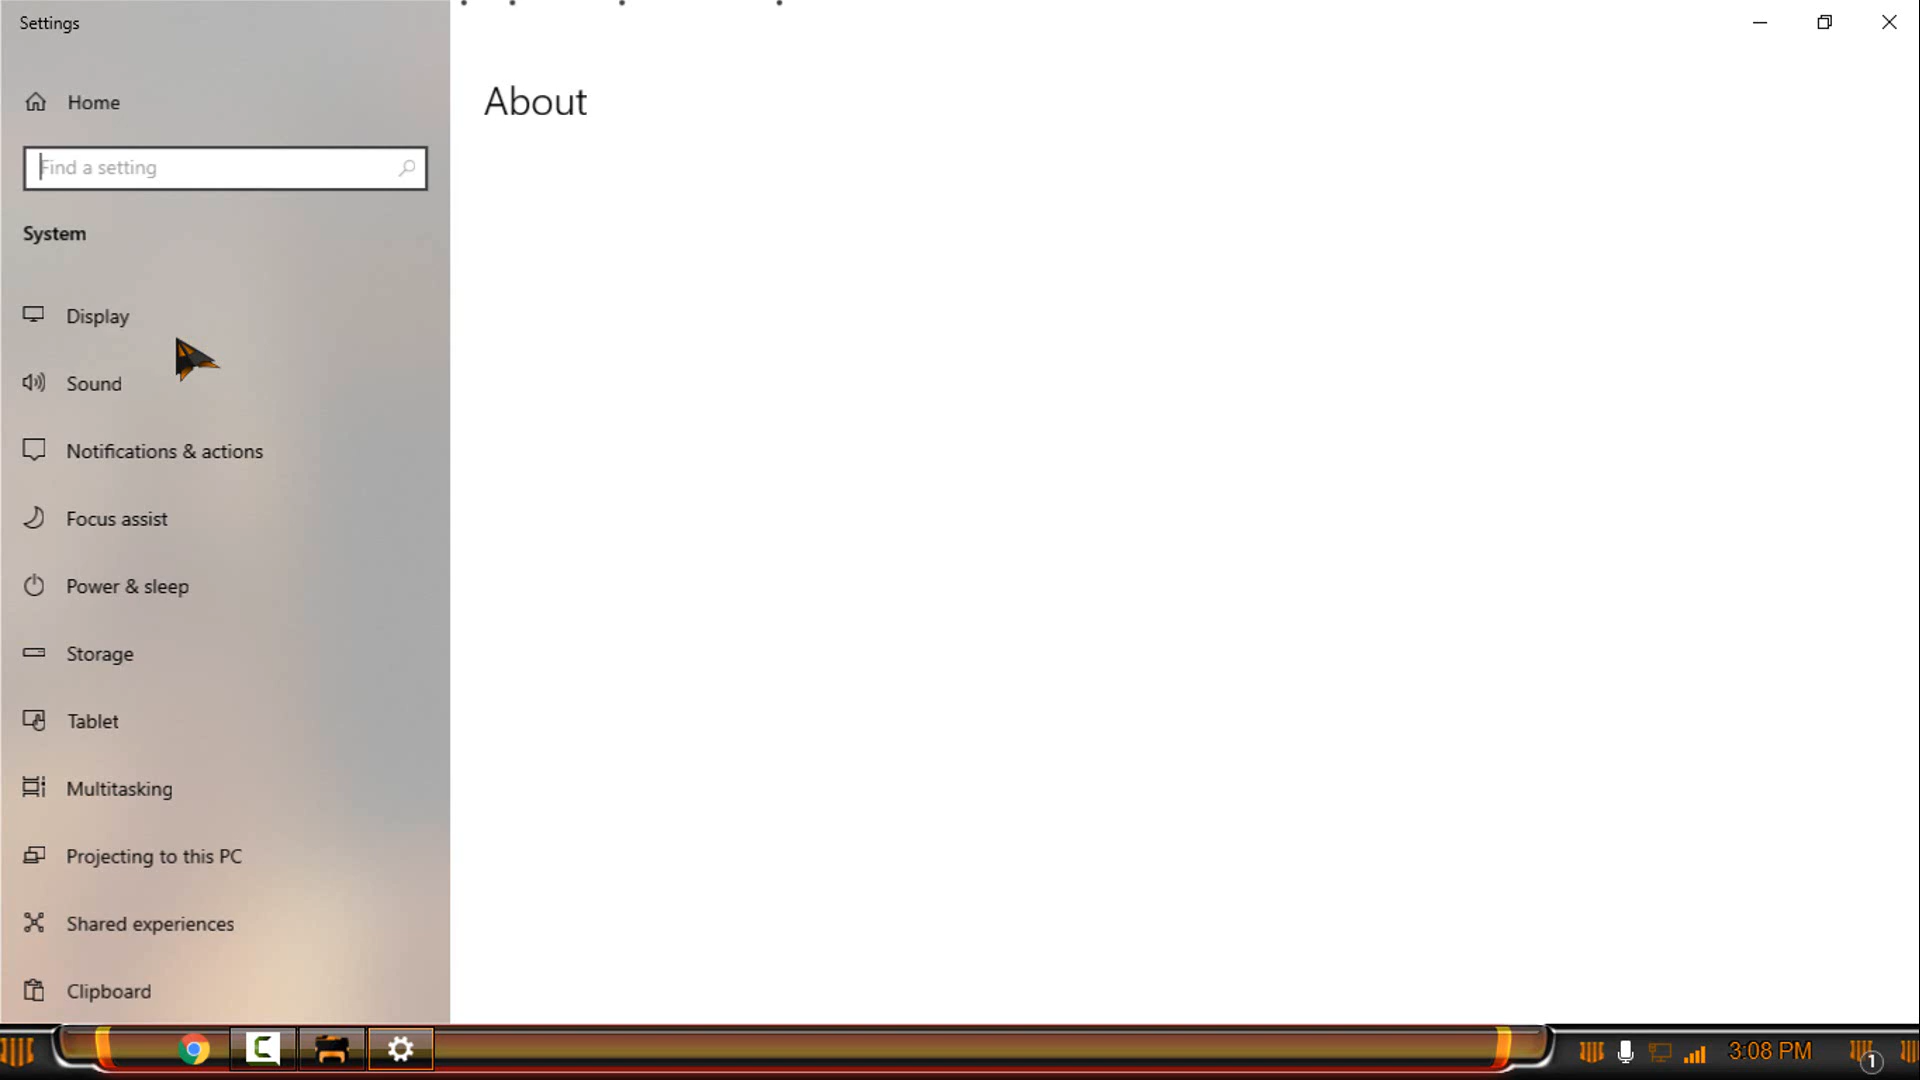 Settings
Home
Find a setting
System
Display
Sound
Notifications & actions
Focus assist
Power & sleep
Storage
Tablet
Multitasking
Projecting to this PC
Shared experiences
Clipboard
About
3:08 PM
1